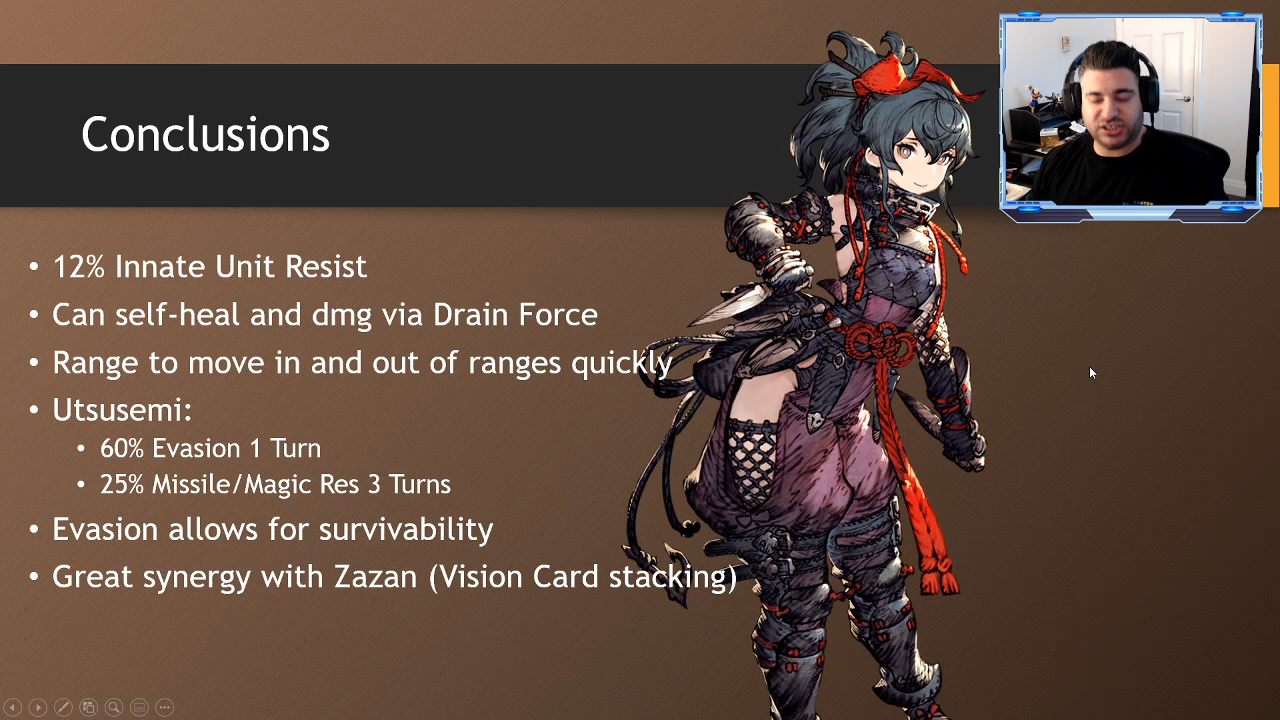 Conclusions
• 12% Innate Unit Resist
• Can self-heal and dmg via Drain Force
• Range to move in and out of ranges quickly
• Utsusemi:
• 60% Evasion 1 Turn
• 25% Missile/Magic Res 3 Turns
• Evasion allows for survivability
• Great synergy with Zazan (Vision Card stacking)